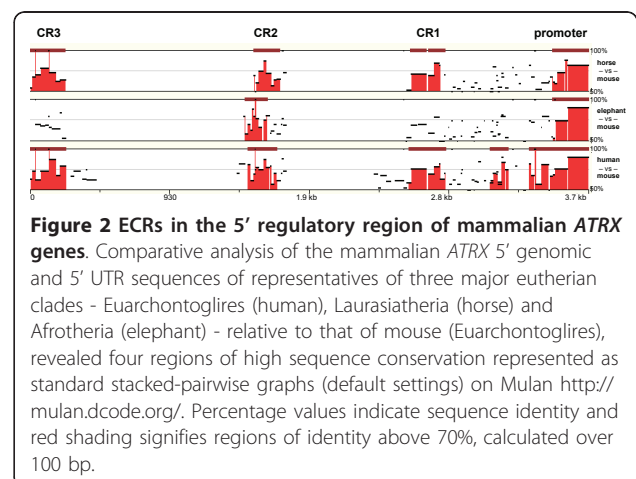 CR3 CR2 CR1 promoter
100%
horse
– vs –
mouse
50%
100%
elephant
– vs –
mouse
50%
100%
human
– vs –
mouse
50%
0 930 1.9 kb 2.8 kb 3.7 kb
Figure 2 ECRs in the 5’ regulatory region of mammalian ATRX
genes. Comparative analysis of the mammalian ATRX 5’ genomic
and 5’ UTR sequences of representatives of three major eutherian
clades - Euarchontoglires (human), Laurasiatheria (horse) and
Afrotheria (elephant) - relative to that of mouse (Euarchontoglires),
revealed four regions of high sequence conservation represented as
standard stacked-pairwise graphs (default settings) on Mulan http://
mulan.dcode.org/. Percentage values indicate sequence identity and
red shading signifies regions of identity above 70%, calculated over
100 bp.